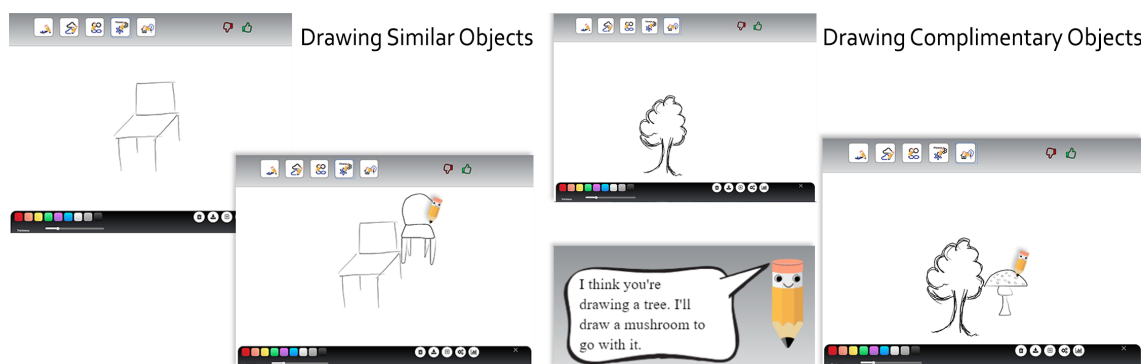 Drawing Similar Objects
Drawing Complimentary Objects
I think you're
drawing a tree. I'll
draw a mushroom to
go with it.